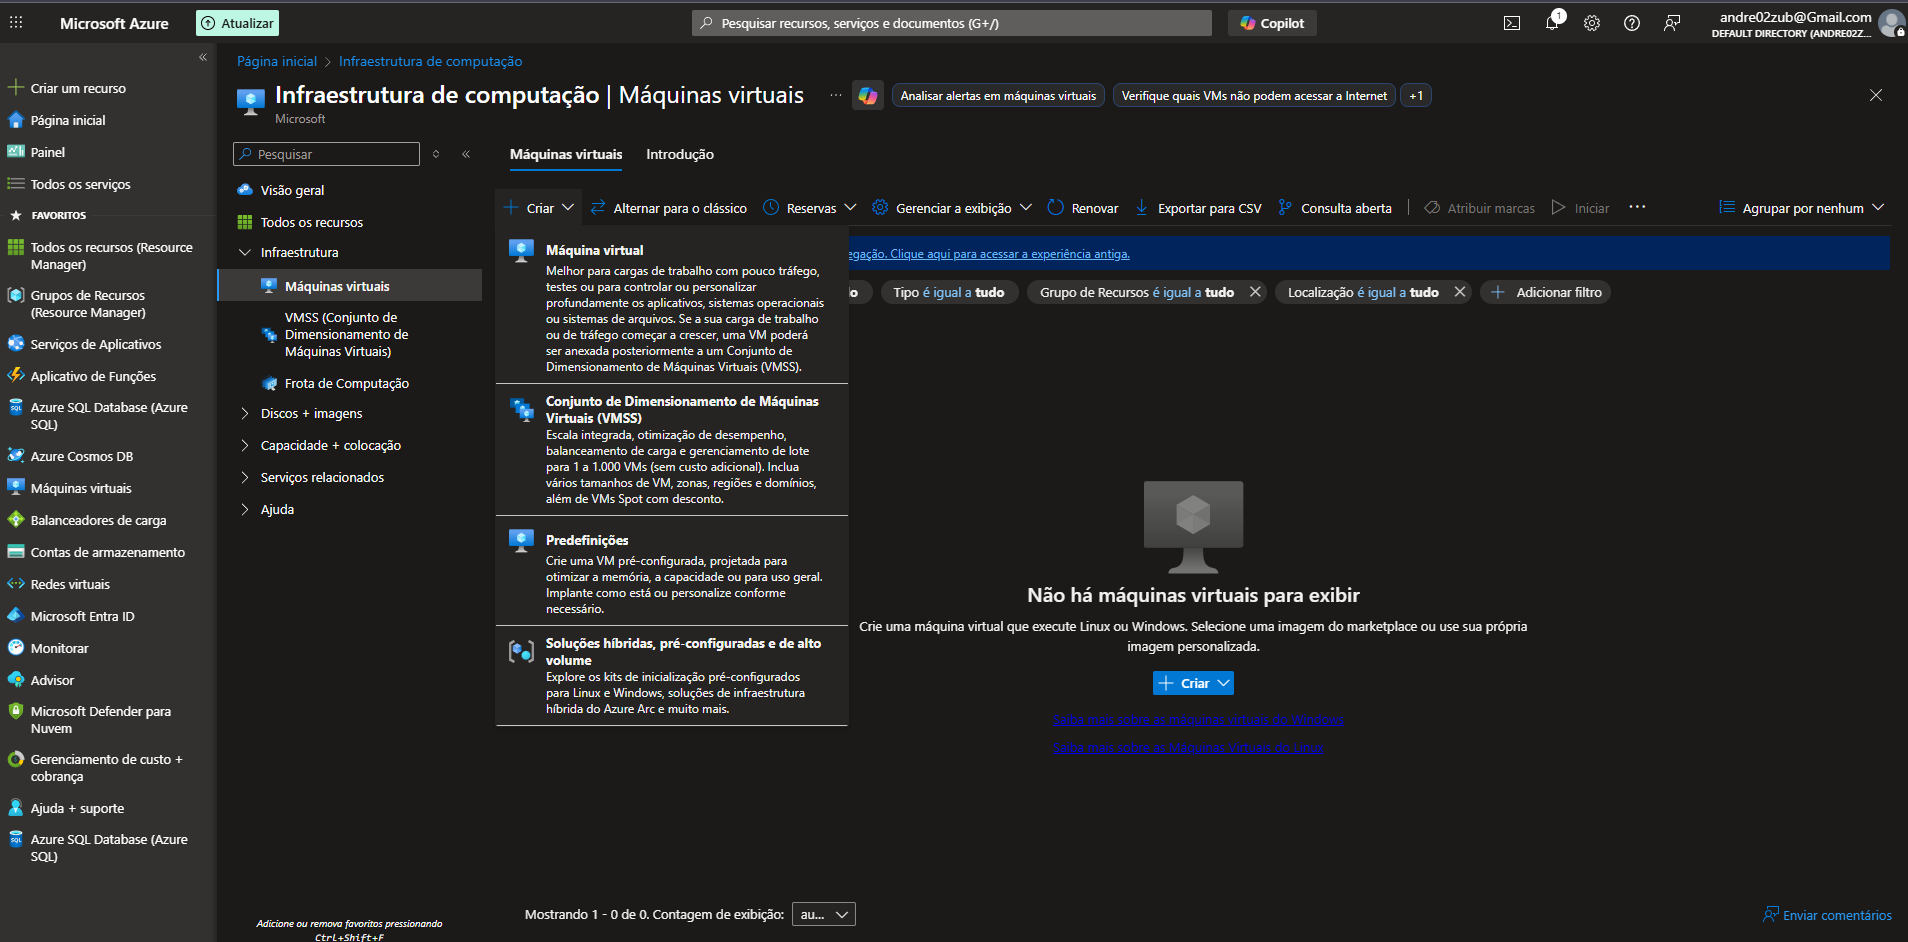 Microsoft Azure
Atualizar
Pesquisar recursos, serviços e documentos (G+/)
Copilot
1
andre02zub@Gmail.com
DEFAULT DIRECTORY (ANDRE02Z...
Criar um recurso
Página inicial
Painel
Todos os serviços
FAVORITOS
Todos os recursos (Resource
Manager)
Grupos de Recursos
(Resource Manager)
Serviços de Aplicativos
Aplicativo de Funções
Azure SQL Database (Azure
SQL)
Azure Cosmos DB
Máquinas virtuais
Balanceadores de carga
Contas de armazenamento
Redes virtuais
Microsoft Entra ID
Monitorar
Advisor
Microsoft Defender para
Nuvem
Gerenciamento de custo +
cobrança
Ajuda + suporte
Azure SQL Database (Azure
SQL)
Página inicial > Infraestrutura de computação
Infraestrutura de computação | Máquinas virtuais
Microsoft
Analisar alertas em máquinas virtuais
Verifique quais VMs não podem acessar a Internet
+1
Pesquisar
Visão geral
Todos os recursos
Infraestrutura
Máquinas virtuais
VMSS (Conjunto de
Dimensionamento de
Máquinas Virtuais)
Frota de Computação
Discos + imagens
Capacidade + colocação
Serviços relacionados
Ajuda
Adicione ou remova favoritos pressionando
Ctrl+Shift+F
Máquinas virtuais
Introdução
Criar
Alternar para o clássico
Reservas
Gerenciar a exibição
Renovar
Exportar para CSV
Consulta aberta
Atribuir marcas
Iniciar
Agrupar por nenhum
Máquina virtual
Melhor para cargas de trabalho com pouco tráfego,
testes ou para controlar ou personalizar
profundamente os aplicativos, sistemas operacionais
ou sistemas de arquivos. Se a sua carga de trabalho
ou de tráfego começar a crescer, uma VM poderá
ser anexada posteriormente a um Conjunto de
Dimensionamento de Máquinas Virtuais (VMSS).
Conjunto de Dimensionamento de Máquinas
Virtuais (VMSS)
Escala integrada, otimização de desempenho,
balanceamento de carga e gerenciamento de lote
para 1 a 1.000 VMs (sem custo adicional). Inclua
vários tamanhos de VM, zonas, regiões e domínios,
além de VMs Spot com desconto.
Predefinições
Crie uma VM pré-configurada, projetada para
otimizar a memória, a capacidade ou para uso geral.
Implante como está ou personalize conforme
necessário.
Soluções híbridas, pré-configuradas e de alto
volume
Explore os kits de inicialização pré-configurados
para Linux e Windows, soluções de infraestrutura
híbrida do Azure Arc e muito mais.
egação. Clique aqui para acessar a experiência antiga.
do
Tipo é igual a tudo
Grupo de Recursos é igual a tudo
Localização é igual a tudo
Adicionar filtro
Não há máquinas virtuais para exibir
Crie uma máquina virtual que execute Linux ou Windows. Selecione uma imagem do marketplace ou use sua própria
imagem personalizada.
Criar
Saiba mais sobre as máquinas virtuais do Windows
Saiba mais sobre as Máquinas Virtuais do Linux
Mostrando 1 - 0 de 0. Contagem de exibição:
au...
Enviar comentários